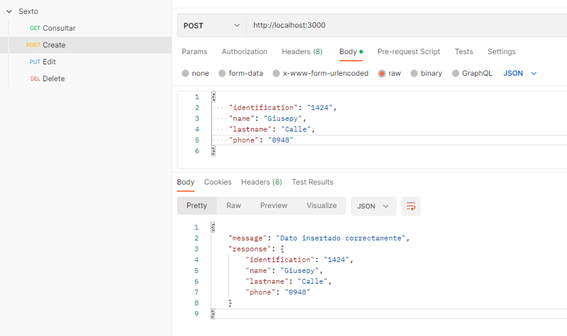 Sexto
GET Consultar
POST Create
PUT Edit
DEL Delete
POST http://localhost:3000
Params Authorization Headers (8) Body Pre-request Script Tests Settings
none form-data x-www-form-urlencoded raw binary GraphQL JSON
1 {
2 "identification": "1424",
3 "name": "Giusepy",
4 "lastname": "Calle",
5 "phone": "0948"
6 }
Body Cookies Headers (8) Test Results
Pretty Raw Preview Visualize JSON
1 {
2 "message": "Dato insertado correctamente",
3 "response": {
4 "identification": "1424",
5 "name": "Giusepy",
6 "lastname": "Calle",
7 "phone": "0948"
8 }
9 }